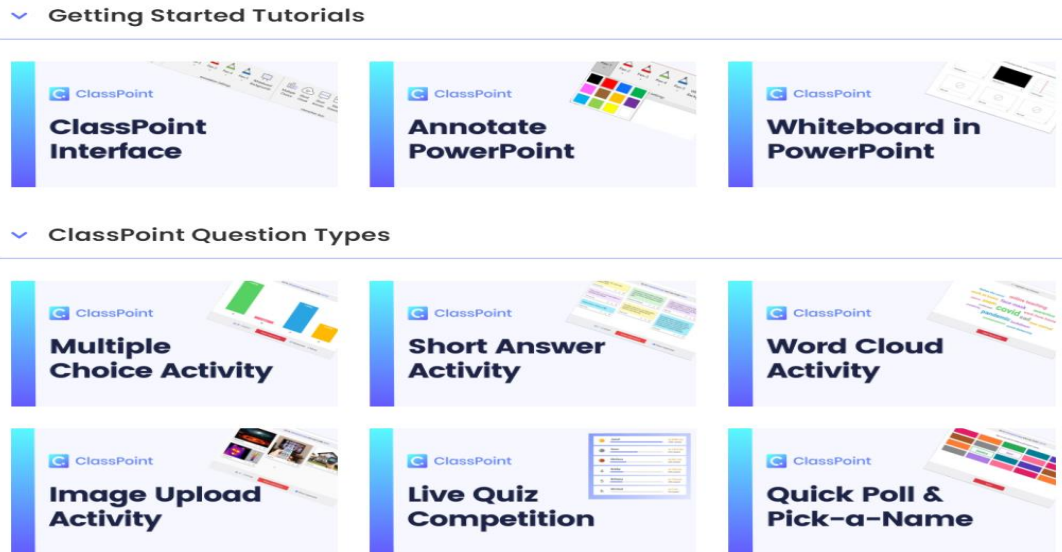 Getting Started Tutorials
ClassPoint
ClassPoint
Interface
ClassPoint
Annotate
PowerPoint
ClassPoint
Whiteboard in
PowerPoint
ClassPoint Question Types
ClassPoint
Multiple
Choice Activity
ClassPoint
Short Answer
Activity
ClassPoint
Word Cloud
Activity
ClassPoint
Image Upload
Activity
ClassPoint
Live Quiz
Competition
ClassPoint
Quick Poll &
Pick-a-Name